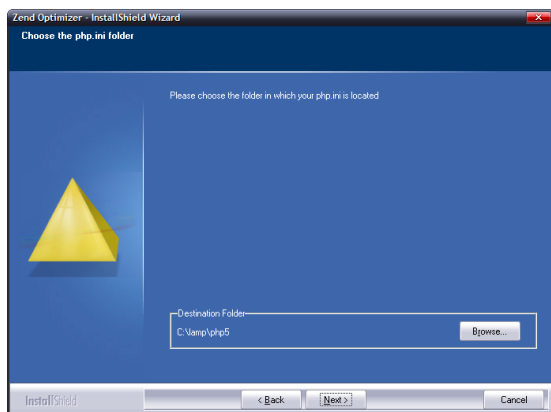 Zend Optimizer - InstallShield Wizard
Choose the php.ini folder
Please choose the folder in which your php.ini is located
Destination Folder
C:\lamp\php5
Browse...
InstallShield
< Back
Next >
Cancel